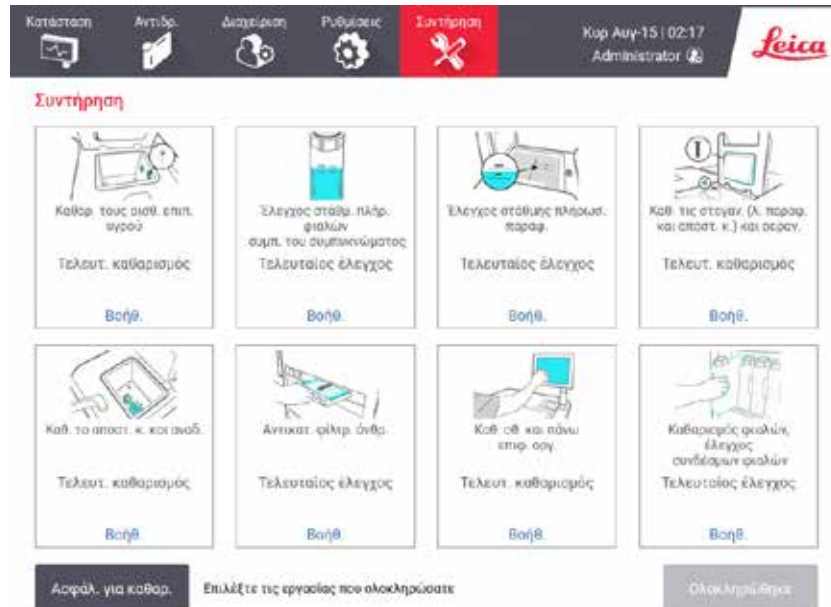 Κατάσταση
Αντιδρ.
Διαχείριση
Ρυθμίσεις
Συντήρηση
Κυρ Αυγ-15 | 02:17
Administrator
Leica
Συντήρηση
Καθαρ. τους αισθ. επιπ.
υγρού
Έλεγχος σταθμ. πλήρ.
φιαλών
συμπ. του συμπυκνώματος
Έλεγχος στάθμης πλήρωσ.
παραφ.
Καθ. τις στεγαν. (λ. παραφ.
και αποστ. κ.) και αεραν.
Τελευτ. καθαρισμός
Τελευταίος έλεγχος
Τελευταίος έλεγχος
Τελευτ. καθαρισμός
Βοήθ.
Βοήθ.
Βοήθ.
Βοήθ.
Καθ. το αποστ. κ. και αναδ.
Αντικατ. φίλτρ. άνθρ.
Καθ. οθ. και πάνω
επιφ. οργ.
Καθαρισμός φιαλών,
έλεγχος
συνδέσμων φιαλών
Τελευτ. καθαρισμός
Τελευταίος έλεγχος
Τελευτ. καθαρισμός
Τελευταίος έλεγχος
Βοήθ.
Βοήθ.
Βοήθ.
Βοήθ.
Ασφάλ. για καθαρ.
Επιλέξτε τις εργασίες που ολοκληρώσατε
Ολοκληρώθηκε